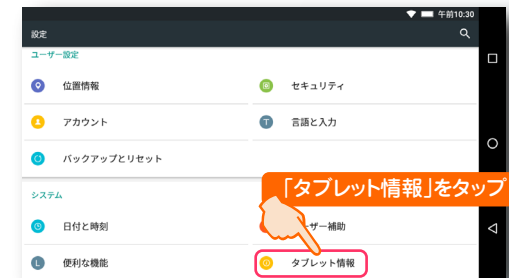 午前10:30
設定
ユーザー設定
位置情報
セキュリティ
アカウント
T
言語と入力
バックアップとリセット
「タブレット情報」をタップ
システム
日付と時刻
ーザー補助
L
便利な機能
タブレット情報